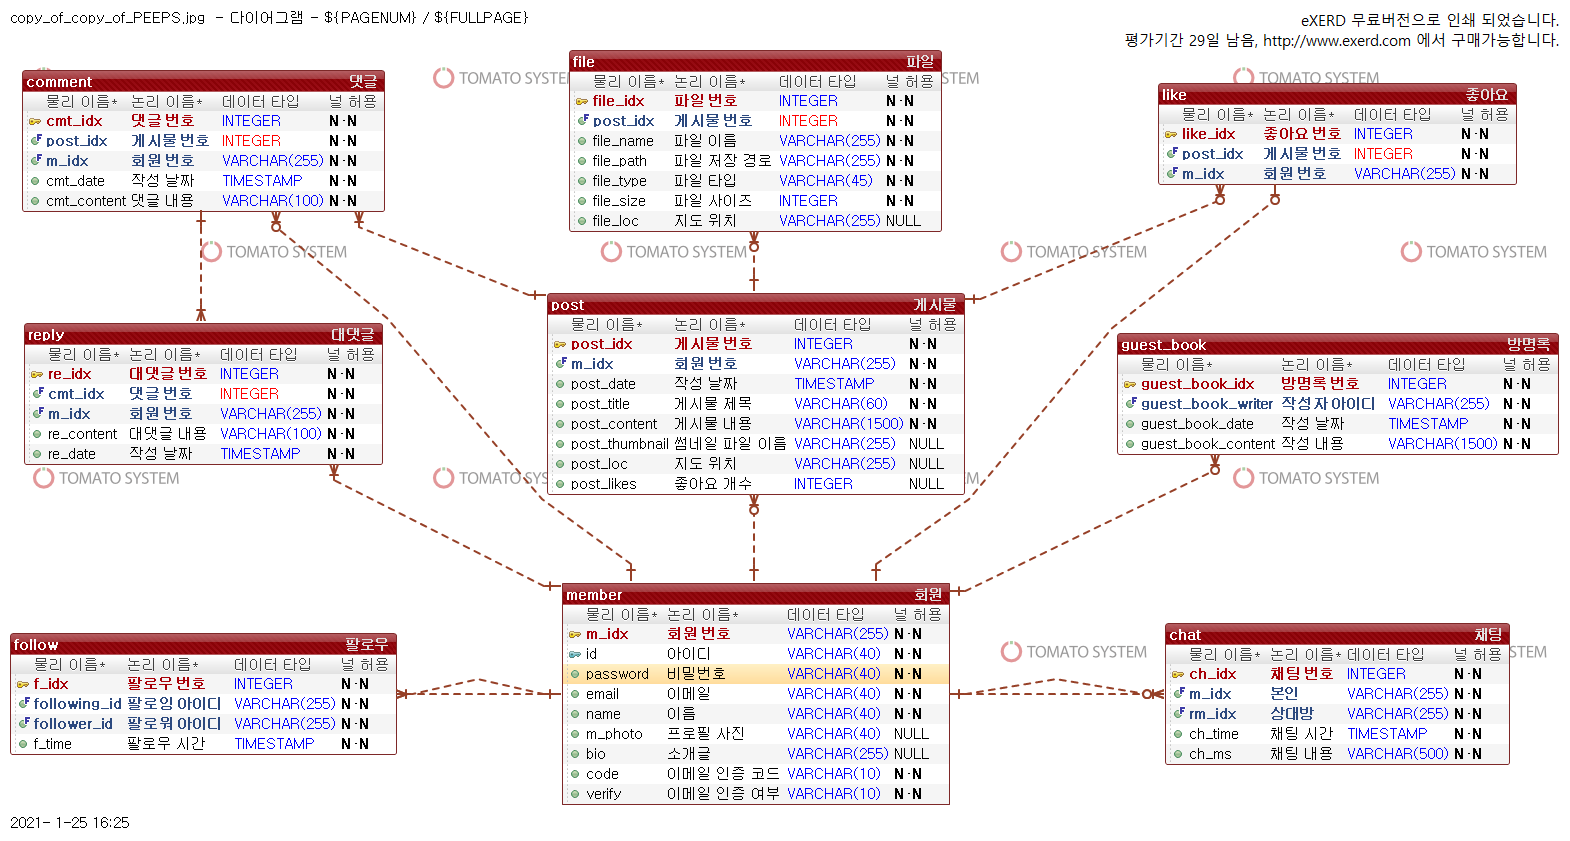 copy_of_copy_of_PEEPS.jpg - 다이어그램 - ${PAGENUM} / ${FULLPAGE}
eXERD 무료버전으로 인쇄 되었습니다.
평가기간 29일 남음, http://www.exerd.com 에서 구매가능합니다.
comment 댓글
물리 이름* 논리 이름* 데이터 타입 널 허용
cmt_idx 댓글 번호 INTEGER N·N
post_idx 게시물 번호 INTEGER N·N
m_idx 회원 번호 VARCHAR(255) N·N
cmt_date 작성 날짜 TIMESTAMP N·N
cmt_content 댓글 내용 VARCHAR(100) N·N
TOMATO SYSTEM
file 파일
물리 이름* 논리 이름* 데이터 타입 널 허용
file_idx 파일 번호 INTEGER N·N
post_idx 게시물 번호 INTEGER N·N
file_name 파일 이름 VARCHAR(255) N·N
file_path 파일 저장 경로 VARCHAR(255) N·N
file_type 파일 타입 VARCHAR(45) N·N
file_size 파일 사이즈 INTEGER N·N
file_loc 지도 위치 VARCHAR(255) NULL
STEM
TOMATO SYSTEM
like 좋아요
물리 이름* 논리 이름* 데이터 타입 널 허용
like_idx 좋아요 번호 INTEGER N·N
post_idx 게시물 번호 INTEGER N·N
m_idx 회원 번호 VARCHAR(255) N·N
TOMATO SYSTEM
TOMATO SYSTEM
TOMATO SYSTEM
TOMATO SYSTEM
reply 대댓글
물리 이름* 논리 이름* 데이터 타입 널 허용
re_idx 대댓글 번호 INTEGER N·N
cmt_idx 댓글 번호 INTEGER N·N
m_idx 회원 번호 VARCHAR(255) N·N
re_content 대댓글 내용 VARCHAR(100) N·N
re_date 작성 날짜 TIMESTAMP N·N
post 게시물
물리 이름* 논리 이름* 데이터 타입 널 허용
post_idx 게시물 번호 INTEGER N·N
m_idx 회원 번호 VARCHAR(255) N·N
post_date 작성 날짜 TIMESTAMP N·N
post_title 게시물 제목 VARCHAR(60) N·N
post_content 게시물 내용 VARCHAR(1500) N·N
post_thumbnail 썸네일 파일 이름 VARCHAR(255) NULL
post_loc 지도 위치 VARCHAR(255) NULL
post_likes 좋아요 개수 INTEGER NULL
guest_book 방명록
물리 이름* 논리 이름* 데이터 타입 널 허용
guest_book_idx 방명록 번호 INTEGER N·N
guest_book_writer 작성자 아이디 VARCHAR(255) N·N
guest_book_date 작성 날짜 TIMESTAMP N·N
guest_book_content 작성 내용 VARCHAR(1500) N·N
TOMATO SYSTEM
TOMATO SYST
TOMATO SYSTEM
member 회원
물리 이름* 논리 이름* 데이터 타입 널 허용
m_idx 회원 번호 VARCHAR(255) N·N
id 아이디 VARCHAR(40) N·N
password 비밀번호 VARCHAR(40) N·N
email 이메일 VARCHAR(40) N·N
name 이름 VARCHAR(40) N·N
m_photo 프로필 사진 VARCHAR(40) NULL
bio 소개글 VARCHAR(255) NULL
code 이메일 인증 코드 VARCHAR(10) N·N
verify 이메일 인증 여부 VARCHAR(10) N·N
follow 팔로우
물리 이름* 논리 이름* 데이터 타입 널 허용
f_idx 팔로우 번호 INTEGER N·N
following_id 팔로잉 아이디 VARCHAR(255) N·N
follower_id 팔로워 아이디 VARCHAR(255) N·N
f_time 팔로우 시간 TIMESTAMP N·N
TOMATO SYSTEM
chat 채팅
물리 이름* 논리 이름* 데이터 타입 널 허용
ch_idx 채팅 번호 INTEGER N·N
m_idx 본인 VARCHAR(255) N·N
rm_idx 상대방 VARCHAR(255) N·N
ch_time 채팅 시간 TIMESTAMP N·N
ch_ms 채팅 내용 VARCHAR(500) N·N
STEM
2021- 1-25 16:25